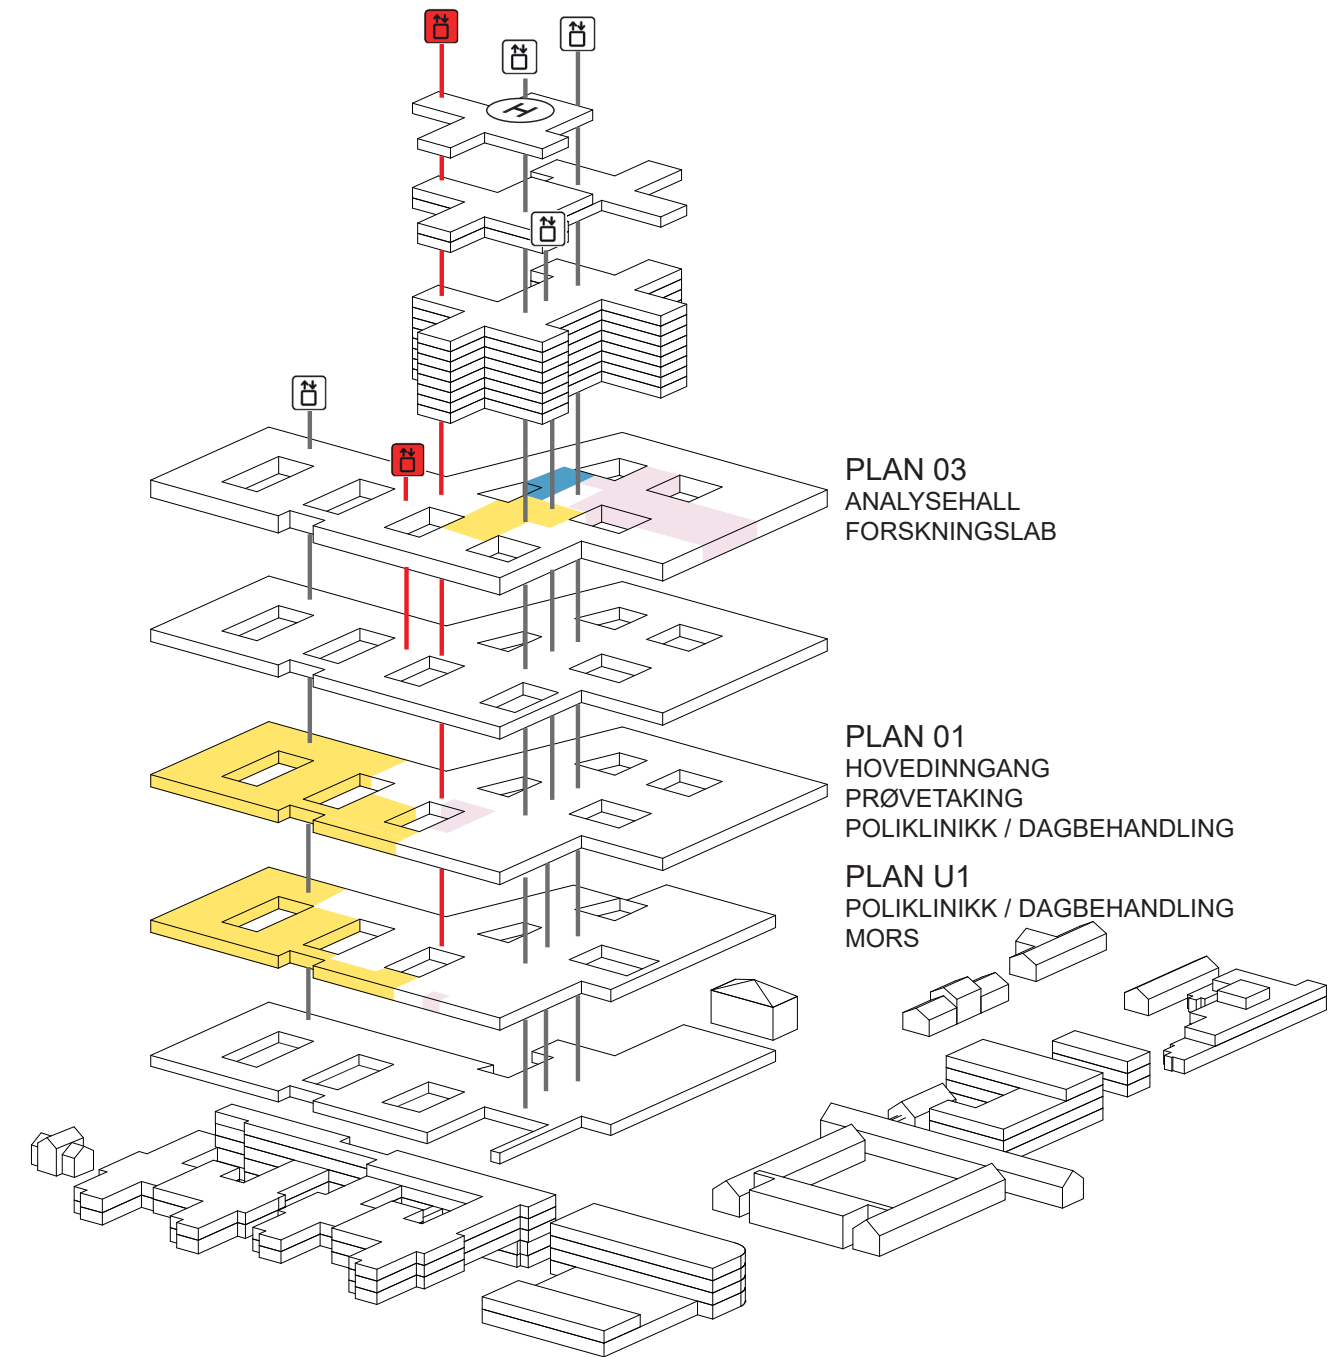 H
PLAN 03
ANALYSEHALL
FORSKNINGSLAB
PLAN 01
HOVEDINNGANG
PRØVETAKING
POLIKLINIKK / DAGBEHANDLING
PLAN U1
POLIKLINIKK / DAGBEHANDLING
MORS